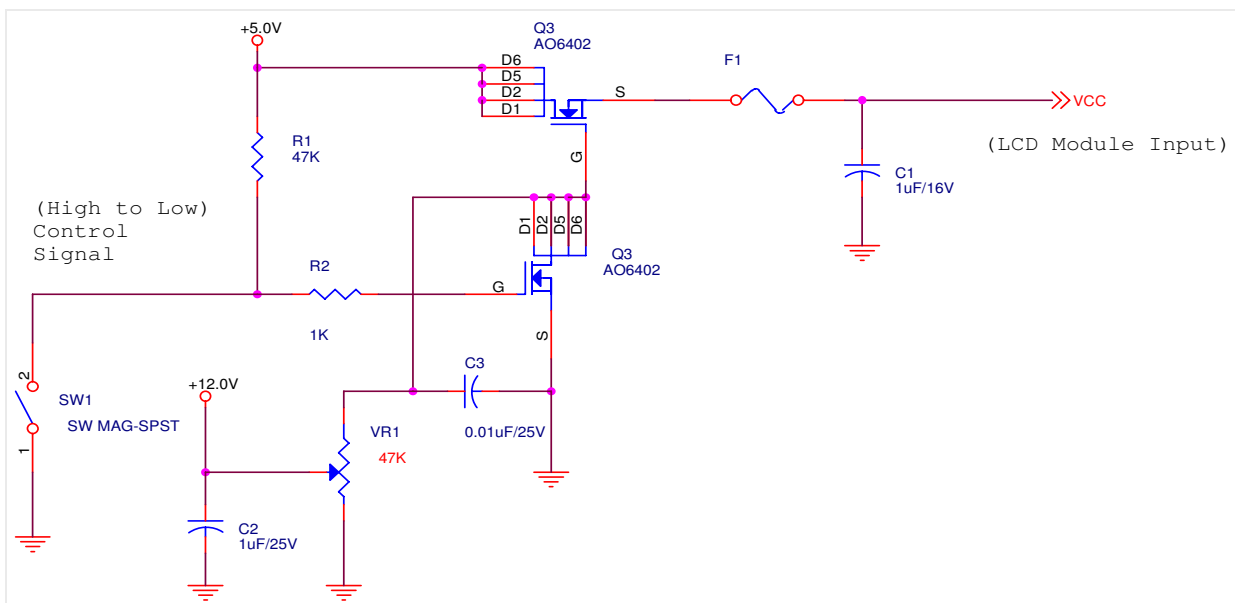 +5.0V
Q3
AO6402
D6
D5
D2
D1
S
G
F1
VCC
(LCD Module Input)
C1
1uF/16V
R1
47K
(High to Low)
Control
Signal
D1
D2
D5
D6
Q3
AO6402
G
S
R2
1K
C3
0.01uF/25V
+12.0V
2
SW1
SW MAG-SPST
1
VR1
47K
C2
1uF/25V